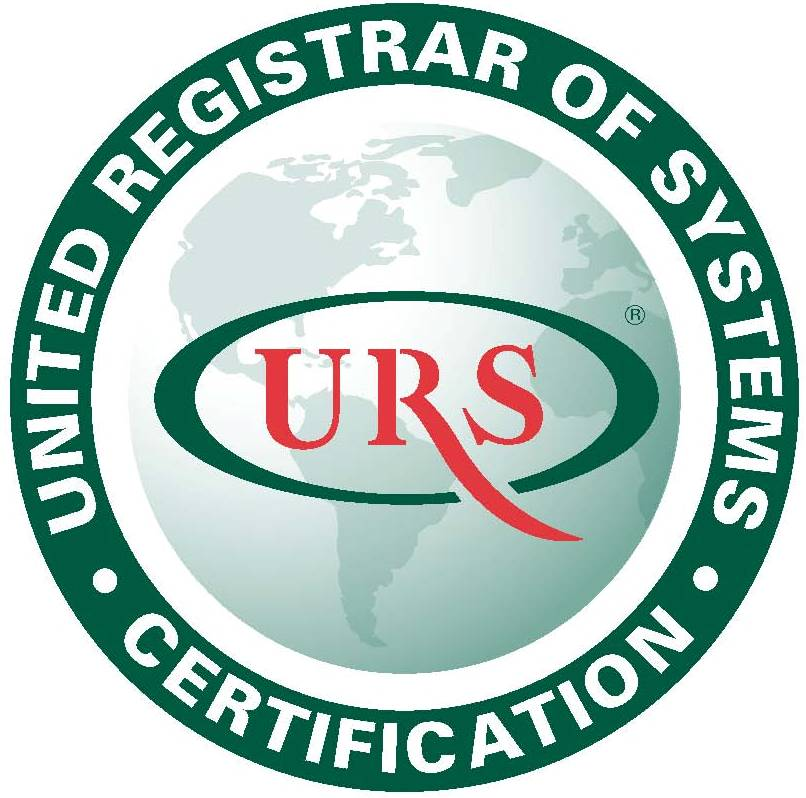 UNITED REGISTRAR OF SYSTEMS
URS®
• CERTIFICATION •